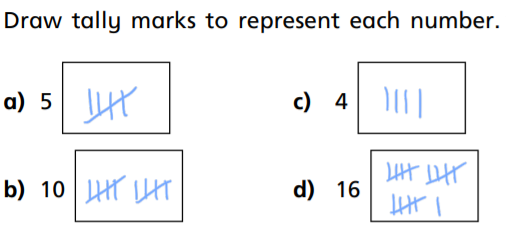 Draw tally marks to represent each number.
a) 5
c) 4
b) 10
d) 16